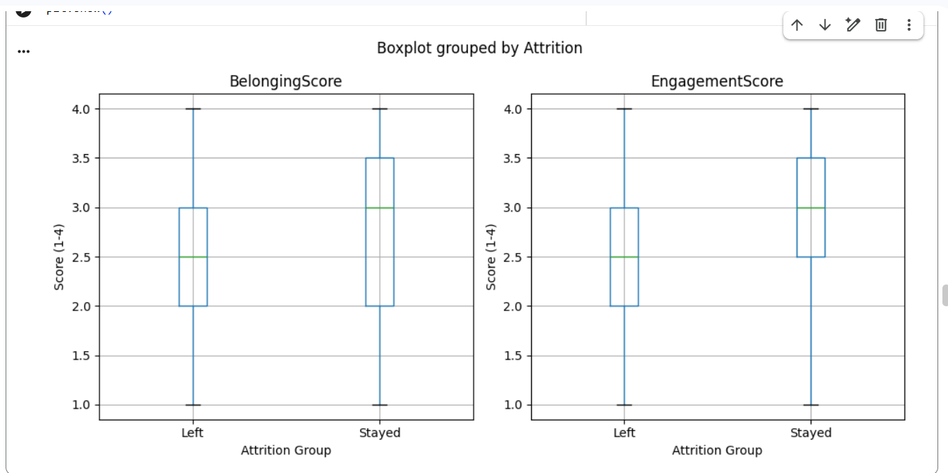 ...
Boxplot grouped by Attrition
BelongingScore
4.0
3.5
3.0
2.5
2.0
1.5
1.0
Score (1-4)
Left
Stayed
Attrition Group
EngagementScore
4.0
3.5
3.0
2.5
2.0
1.5
1.0
Score (1-4)
Left
Stayed
Attrition Group